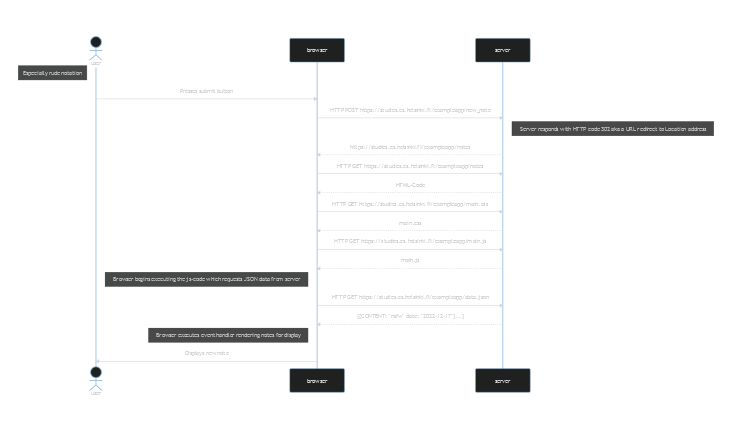 browser
server
user
Especially rude notation
Presses submit button
HTTP POST https://studies.cs.helsinki.fi/exampleapp/new_note
Server responds with HTTP code 302 aka a URL redirect to Location address
https://studies.cs.helsinki.fi/exampleapp/notes
HTTP GET https://studies.cs.helsinki.fi/exampleapp/notes
HTML-Code
HTTP GET https://studies.cs.helsinki.fi/exampleapp/main.css
main.css
HTTP GET https://studies.cs.helsinki.fi/exampleapp/main.js
main.js
Browser begins executing the js-code which requests JSON data from server
HTTP GET https://studies.cs.helsinki.fi/exampleapp/data.json
date: "2022-12-17"
Browser executes event handler rendering notes for display
Displays new note
browser
server
user